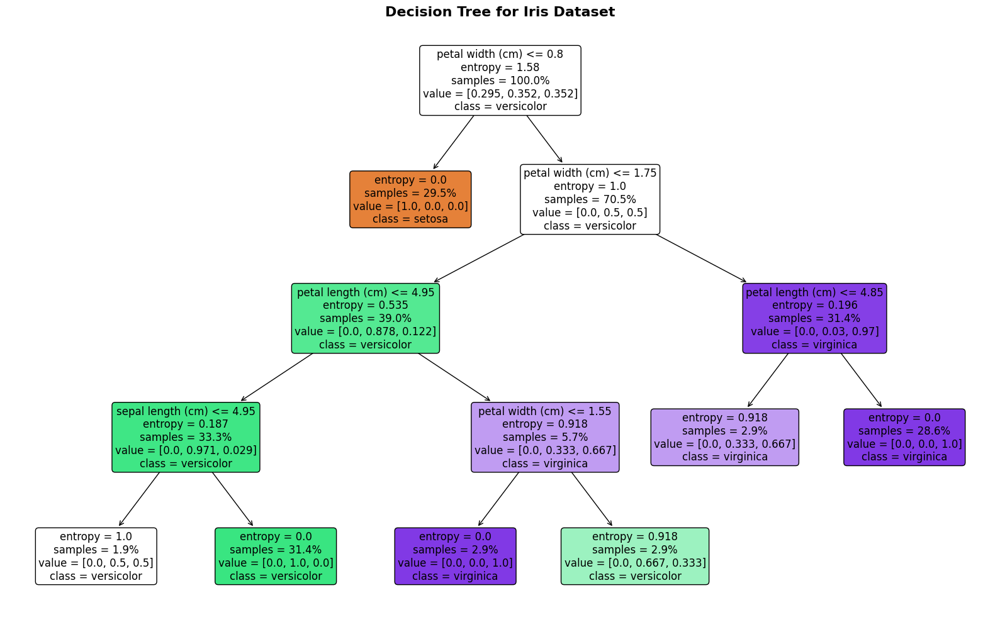 Decision Tree for Iris Dataset
petal width (cm) <= 0.8
entropy = 1.58
samples = 100.0%
value = [0.295, 0.352, 0.352]
class = versicolor
entropy = 0.0
samples = 29.5%
value = [1.0, 0.0, 0.0]
class = setosa
petal width (cm) <= 1.75
entropy = 1.0
samples = 70.5%
value = [0.0, 0.5, 0.5]
class = versicolor
petal length (cm) <= 4.95
entropy = 0.535
samples = 39.0%
value = [0.0, 0.878, 0.122]
class = versicolor
petal length (cm) <= 4.85
entropy = 0.196
samples = 31.4%
value = [0.0, 0.03, 0.97]
class = virginica
sepal length (cm) <= 4.95
entropy = 0.187
samples = 33.3%
value = [0.0, 0.971, 0.029]
class = versicolor
petal width (cm) <= 1.55
entropy = 0.918
samples = 5.7%
value = [0.0, 0.333, 0.667]
class = virginica
entropy = 0.918
samples = 2.9%
value = [0.0, 0.333, 0.667]
class = virginica
entropy = 0.0
samples = 28.6%
value = [0.0, 0.0, 1.0]
class = virginica
entropy = 1.0
samples = 1.9%
value = [0.0, 0.5, 0.5]
class = versicolor
entropy = 0.0
samples = 31.4%
value = [0.0, 1.0, 0.0]
class = versicolor
entropy = 0.0
samples = 2.9%
value = [0.0, 0.0, 1.0]
class = virginica
entropy = 0.918
samples = 2.9%
value = [0.0, 0.667, 0.333]
class = versicolor